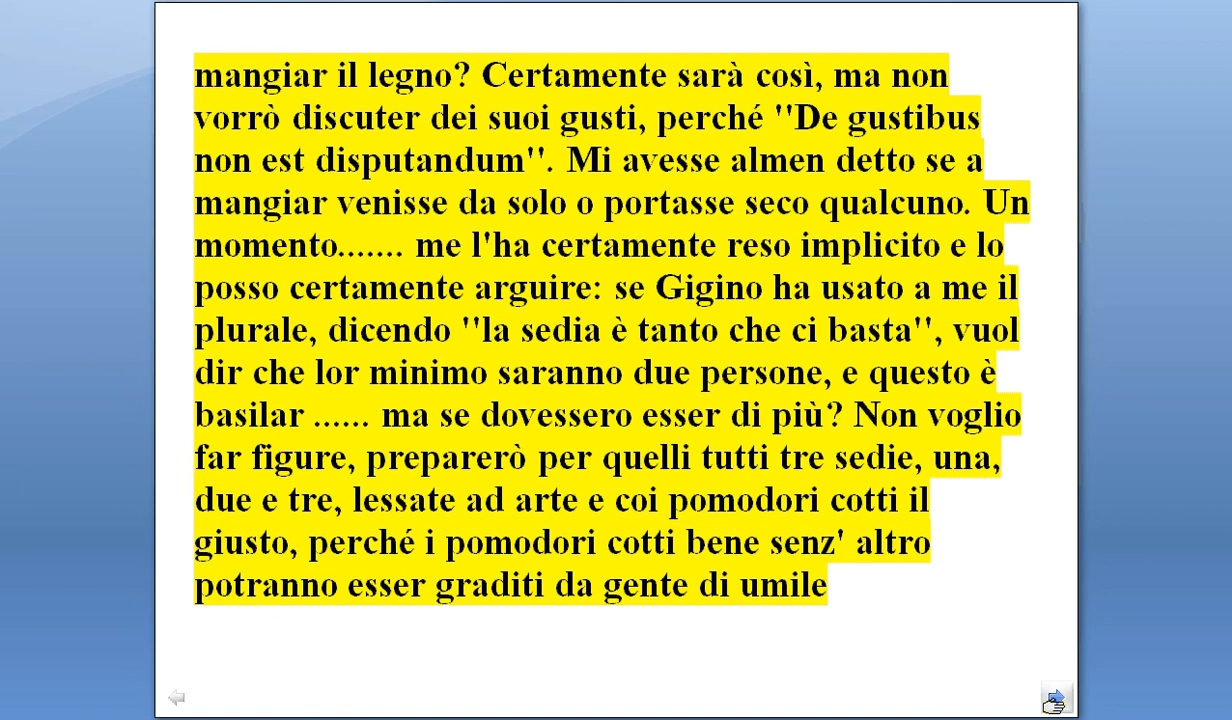 mangiar il legno? Certamente sarà così, ma non
vorrò discuter dei suoi gusti, perché ''De gustibus
non est disputandum''. Mi avesse almen detto se a
mangiar venisse da solo o portasse seco qualcuno. Un
momento....... me l'ha certamente reso implicito e lo
posso certamente arguire: se Gigino ha usato a me il
plurale, dicendo ''la sedia è tanto che ci basta'', vuol
dir che lor minimo saranno due persone, e questo è
basilar ...... ma se dovessero esser di più? Non voglio
far figure, preparerò per quelli tutti tre sedie, una,
due e tre, lessate ad arte e coi pomodori cotti il
giusto, perché i pomodori cotti bene senz' altro
potranno esser graditi da gente di umile